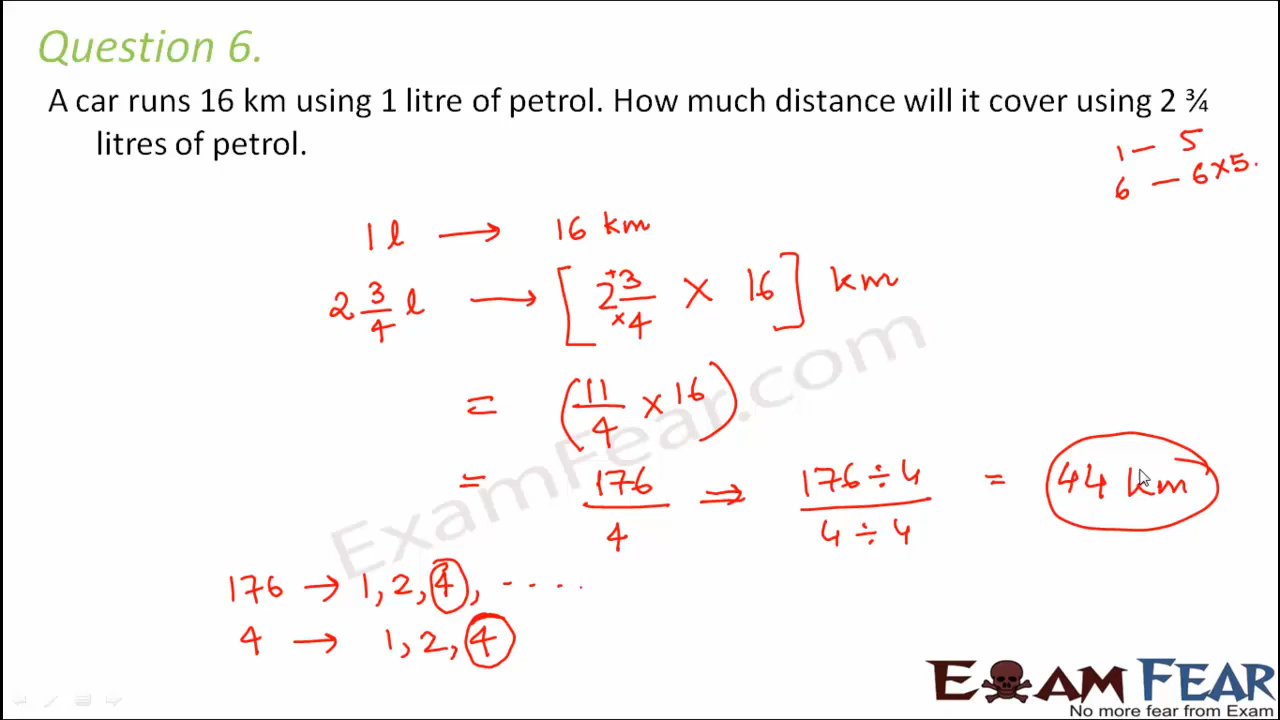 Question 6.
A car runs 16 km using 1 litre of petrol. How much distance will it cover using 2 ¾
litres of petrol.
1 — 5
6 — 6×5.
1 l → 16 km
2 3/4 l → [2 + 3/× 4 × 16] km
= (11/4 × 16)
= 176/4 ⇒ 176÷4/4÷4 = 44 km
176 → 1, 2, 4, ....
4 → 1, 2, 4
ExamFear.com
EXAM FEAR
No more fear from Exam